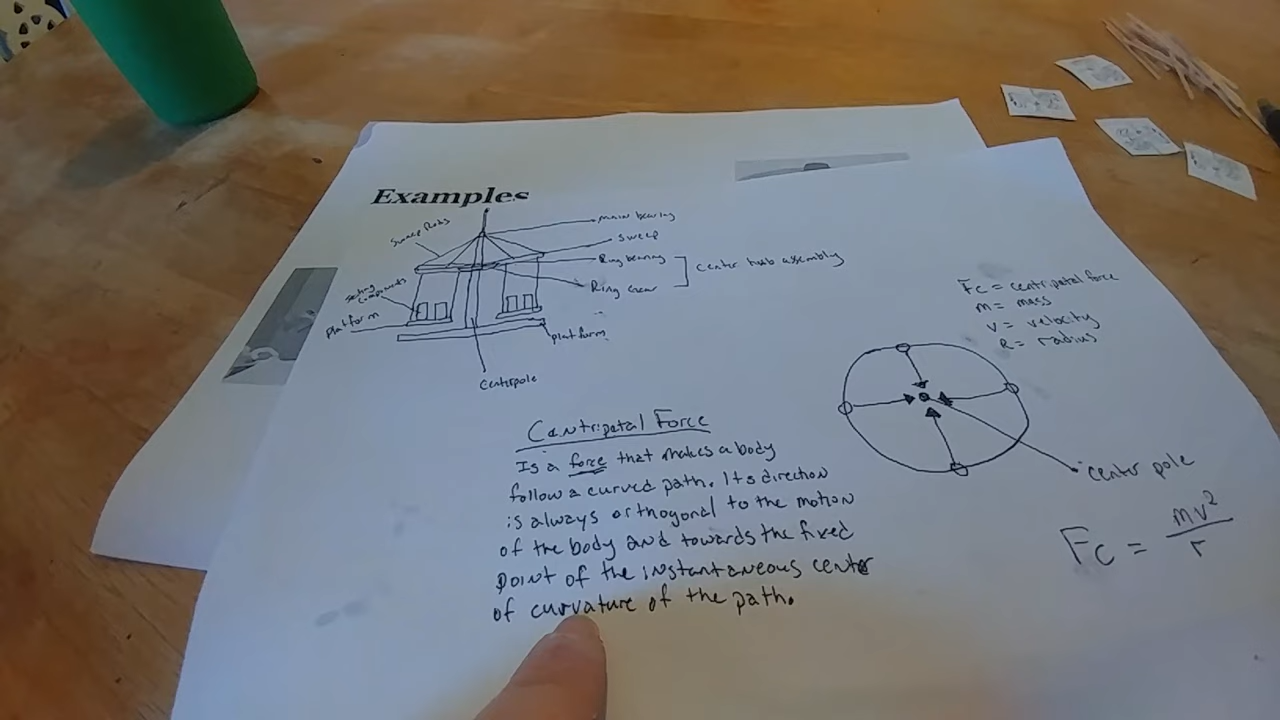 Examples
Sweep Rods
main bearing
Sweep
Ring bearing
Ring Gear
center hub assembly
Seating
Components
Platform
platform
Centerpole
Fc = centripatal force
m = mass
v = velocity
R = radius
Centripatal Force
Is a force that makes a body
follow a curved path. Its direction
is always orthogonal to the motion
of the body and towards the fixed
point of the instantaneous center
of curvature of the path.
center pole
Fc = mv²/r